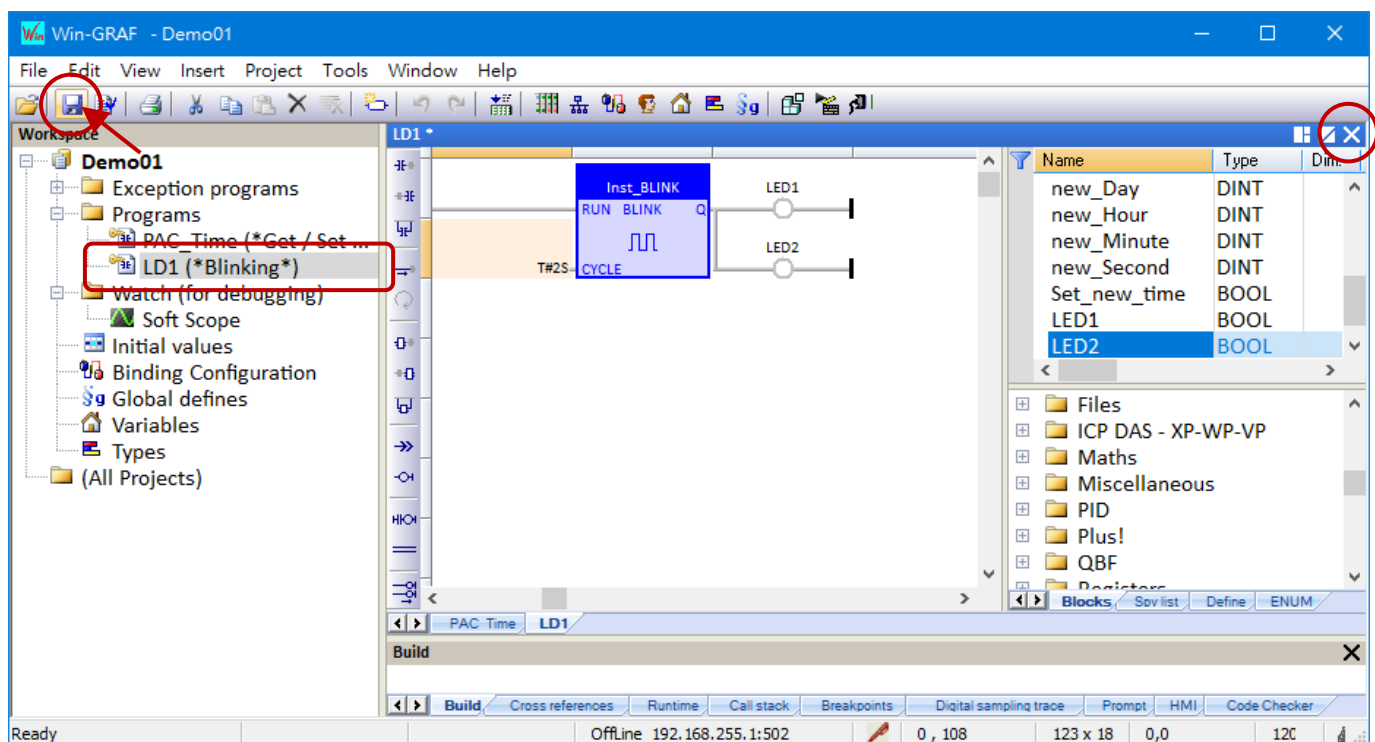 Win-GRAF - Demo01
File Edit View Insert Project Tools Window Help
Workspace
Demo01
Exception programs
Programs
PAC_Time (*Get / Set ...
LD1 (*Blinking*)
Watch (for debugging)
Soft Scope
Initial values
Binding Configuration
Global defines
Variables
Types
(All Projects)
LD1 *
Inst_BLINK
RUN BLINK Q
T#2S
CYCLE
LED1
LED2
PAC Time LD1
Name Type Dim.
new_Day DINT
new_Hour DINT
new_Minute DINT
new_Second DINT
Set_new_time BOOL
LED1 BOOL
LED2 BOOL
Files
ICP DAS - XP-WP-VP
Maths
Miscellaneous
PID
Plus!
QBF
Registers
Blocks Spy list Define ENUM
Build
Build Cross references Runtime Call stack Breakpoints Digital sampling trace Prompt HMI Code Checker
Ready OffLine 192.168.255.1:502 0 , 108 123 x 18 0,0 120